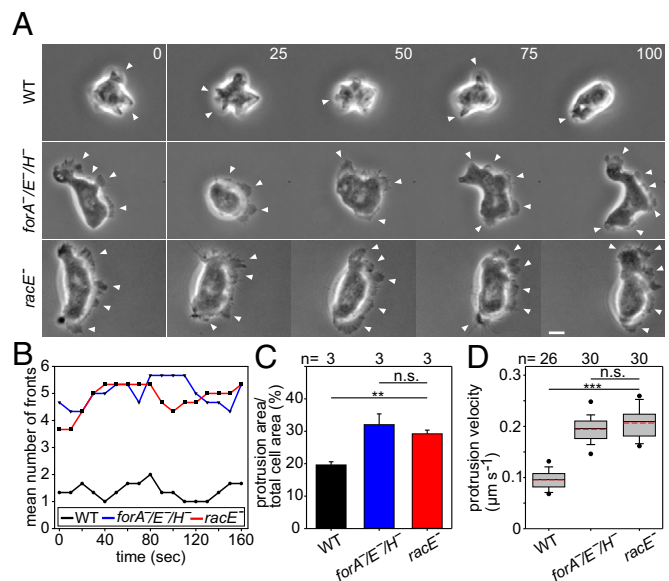 A
0 25 50 75 100
WT
forA⁻/E⁻/H⁻
racE⁻
B
mean number of fronts
6
5
4
3
2
1
0
WT forA⁻/E⁻/H⁻ racE⁻
0 40 80 120 160
time (sec)
C
n= 3 3 3
n.s.
**
protrusion area/
total cell area (%)
40
30
20
10
0
WT forA⁻/E⁻/H⁻ racE⁻
D
n= 26 30 30
n.s.
***
protrusion velocity
(µm s⁻¹)
0.3
0.2
0.1
0
WT forA⁻/E⁻/H⁻ racE⁻